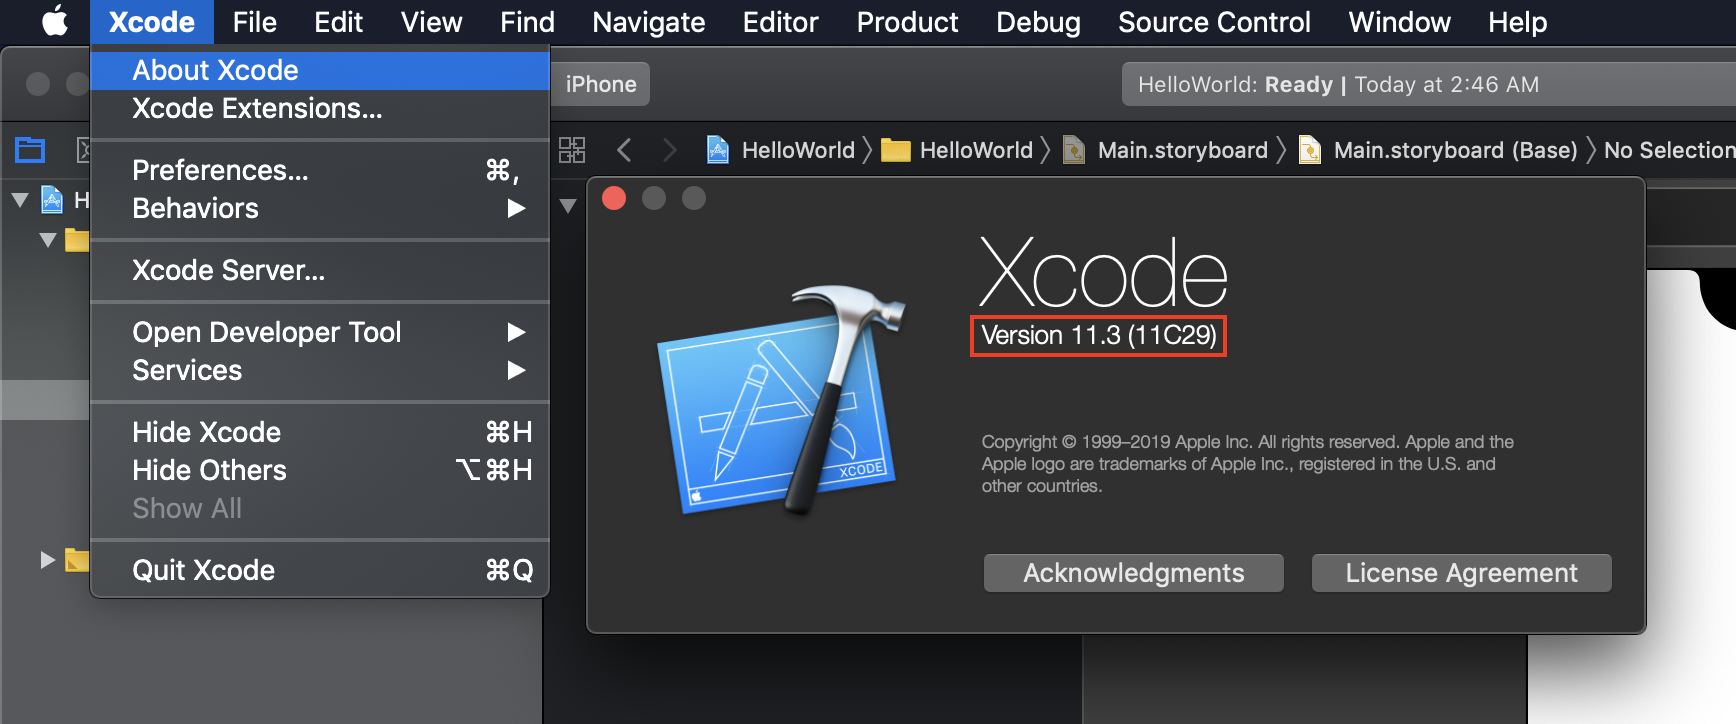 Xcode File Edit View Find Navigate Editor Product Debug Source Control Window Help
About Xcode
Xcode Extensions...
Preferences... ⌘,
Behaviors ▶
Xcode Server...
Open Developer Tool ▶
Services ▶
Hide Xcode ⌘H
Hide Others ⌥⌘H
Show All
Quit Xcode ⌘Q
iPhone
HelloWorld: Ready | Today at 2:46 AM
HelloWorld 〉 HelloWorld 〉 Main.storyboard 〉 Main.storyboard (Base) 〉 No Selection
H
Xcode
Version 11.3 (11C29)
XCODE
Copyright © 1999–2019 Apple Inc. All rights reserved. Apple and the
Apple logo are trademarks of Apple Inc., registered in the U.S. and
other countries.
Acknowledgments
License Agreement